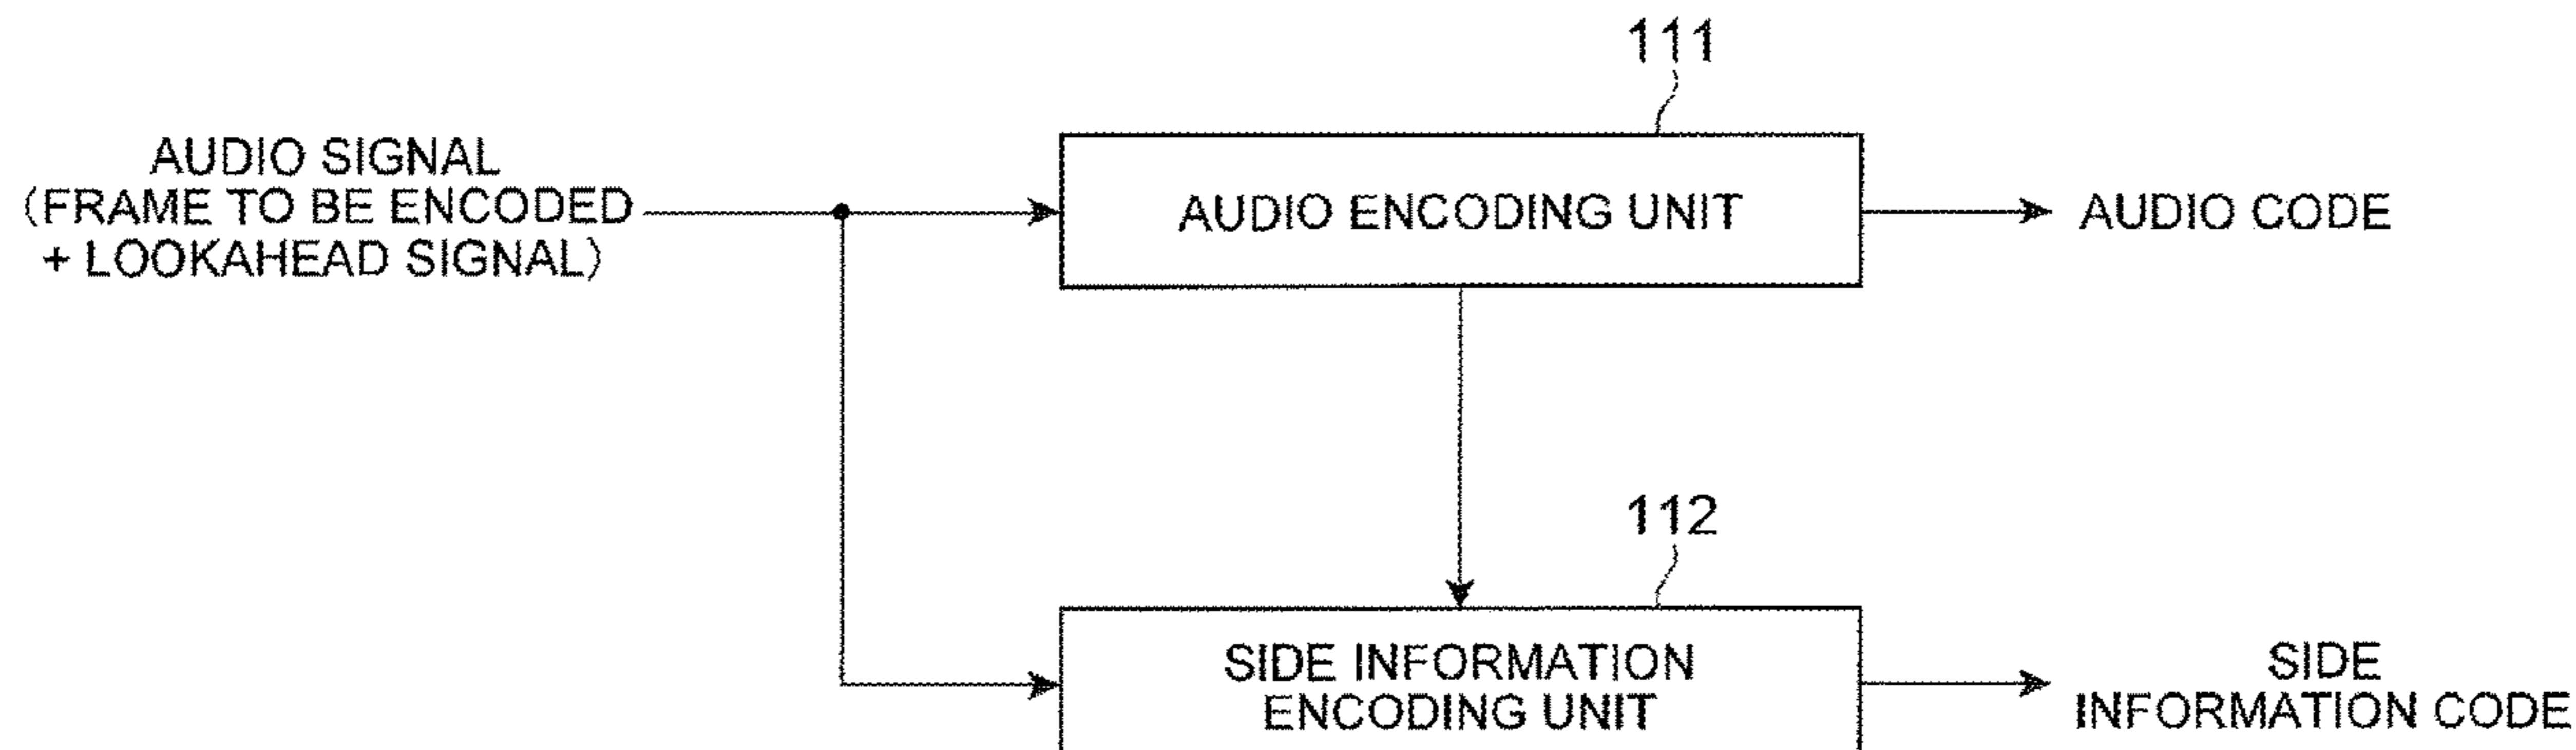 111
AUDIO SIGNAL
(FRAME TO BE ENCODED
+ LOOKAHEAD SIGNAL)
AUDIO ENCODING UNIT
AUDIO CODE
112
SIDE INFORMATION
ENCODING UNIT
SIDE
INFORMATION CODE